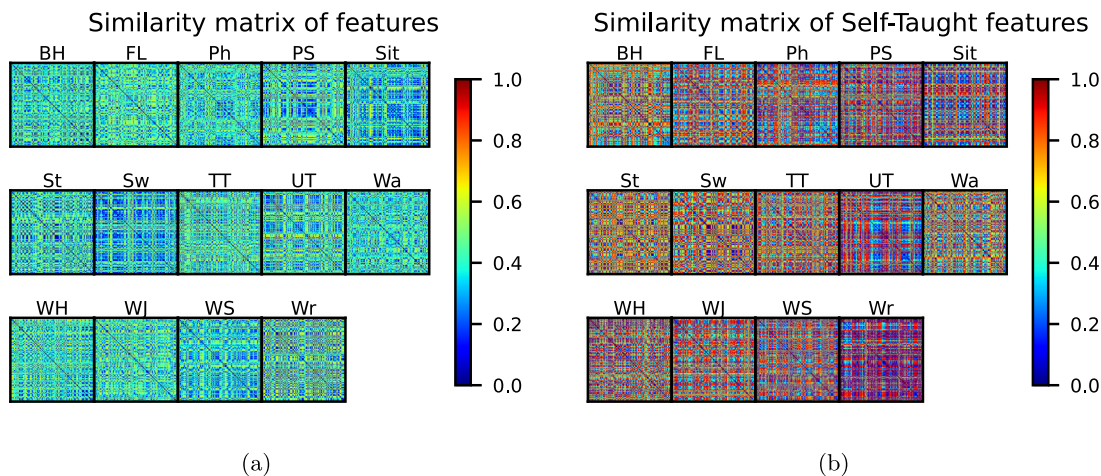 Similarity matrix of features
BH FL Ph PS Sit
St Sw TT UT Wa
WH WJ WS Wr
1.0
0.8
0.6
0.4
0.2
0.0
(a)
Similarity matrix of Self-Taught features
BH FL Ph PS Sit
St Sw TT UT Wa
WH WJ WS Wr
1.0
0.8
0.6
0.4
0.2
0.0
(b)